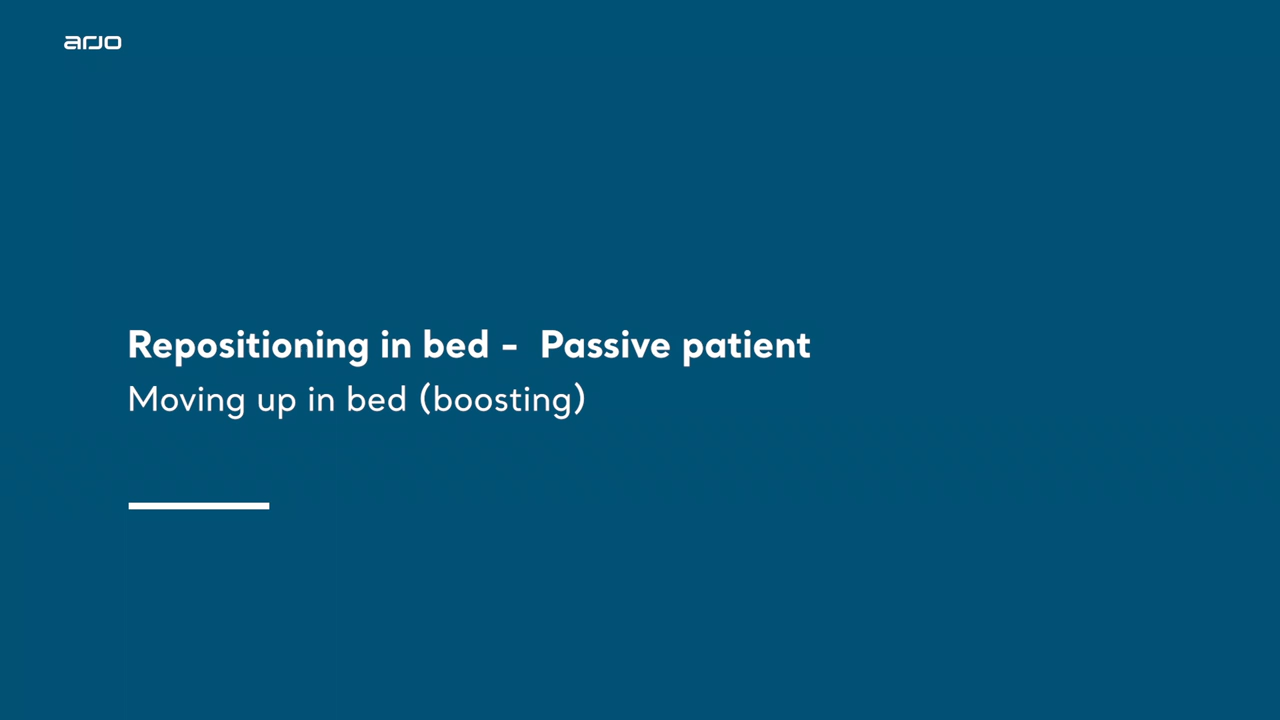 arjo
Repositioning in bed -  Passive patient
Moving up in bed (boosting)